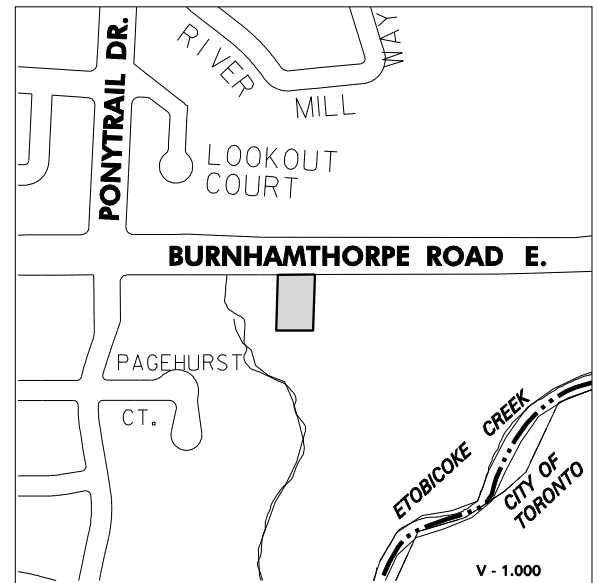 PONYTRAIL DR.
RIVER
MILL
WAY
LOOKOUT
COURT
BURNHAMTHORPE ROAD E.
PAGEHURST
CT.
ETOBICOKE CREEK
CITY OF
TORONTO
V - 1.000